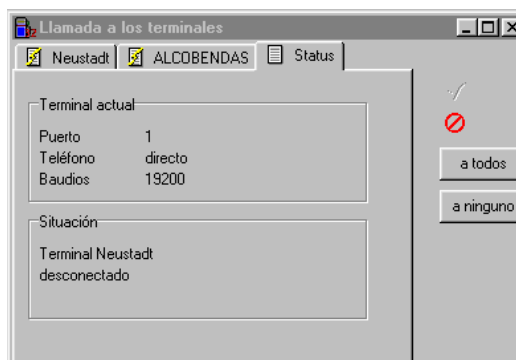 Llamada a los terminales
Neustadt ALCOBENDAS Status
Terminal actual
Puerto 1
Teléfono directo
Baudios 19200
Situación
Terminal Neustadt
desconectado
a todos
a ninguno